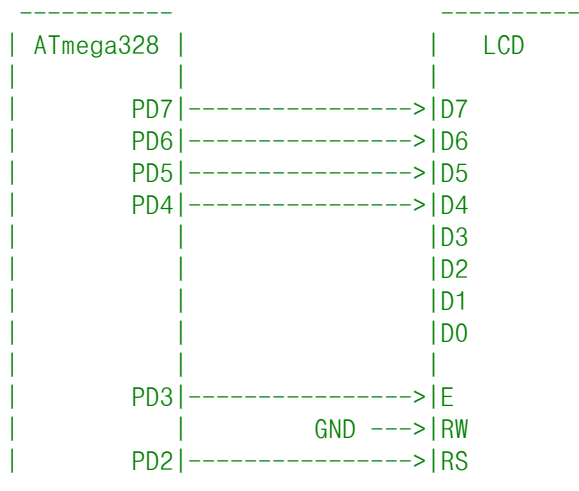 -----------                 ----------
| ATmega328 |               |   LCD
|           |               |
|        PD7|-------------->|D7
|        PD6|-------------->|D6
|        PD5|-------------->|D5
|        PD4|-------------->|D4
|           |               |D3
|           |               |D2
|           |               |D1
|           |               |D0
|           |               |
|        PD3|-------------->|E
|           |      GND ---->|RW
|        PD2|-------------->|RS